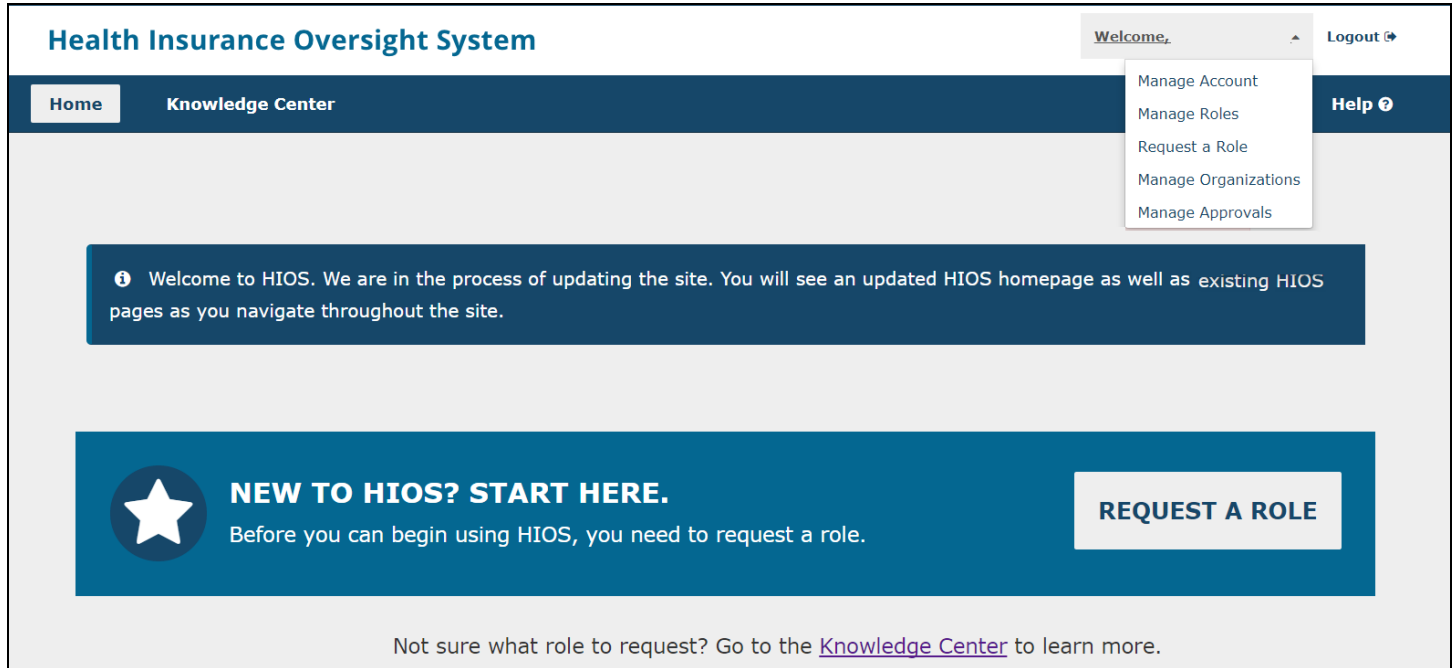 Health Insurance Oversight System
Welcome,
Logout
Manage Account
Manage Roles
Request a Role
Manage Organizations
Manage Approvals
Home
Knowledge Center
Help
Welcome to HIOS. We are in the process of updating the site. You will see an updated HIOS homepage as well as existing HIOS
pages as you navigate throughout the site.
NEW TO HIOS? START HERE.
Before you can begin using HIOS, you need to request a role.
REQUEST A ROLE
Not sure what role to request? Go to the Knowledge Center to learn more.